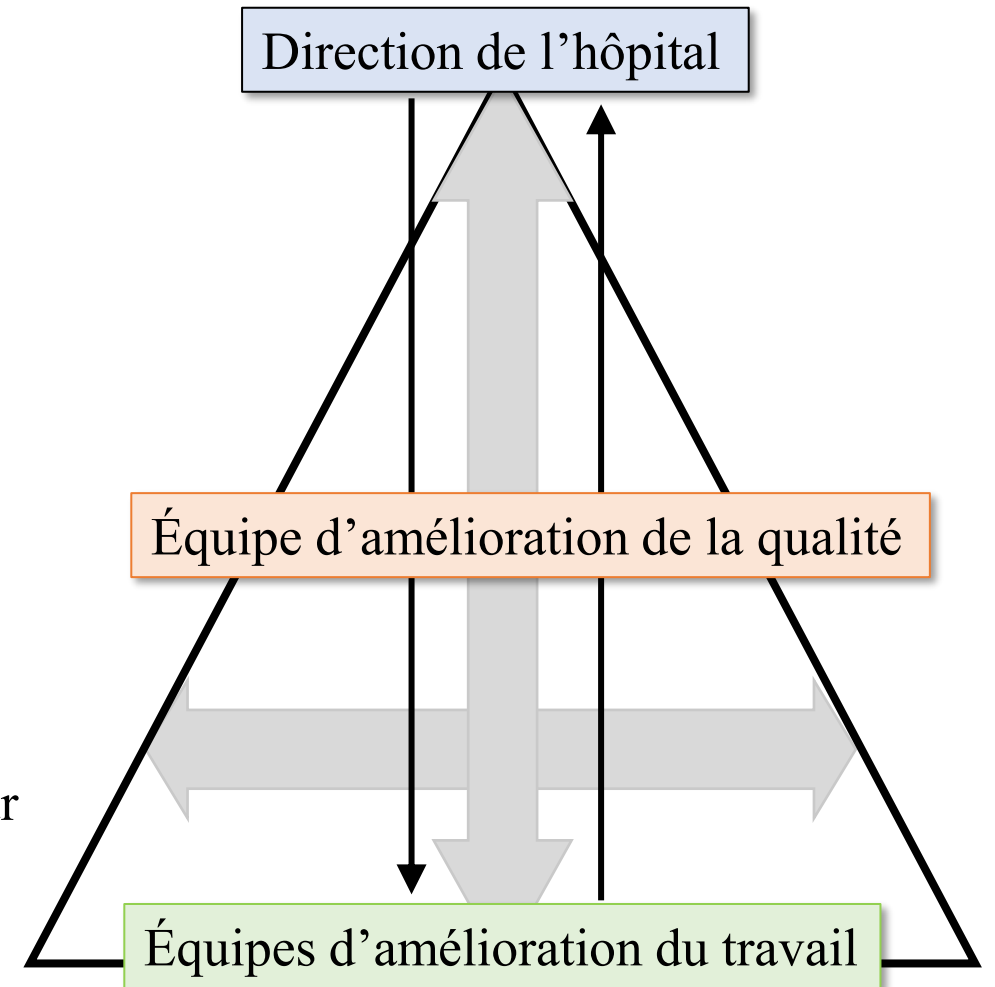 Direction de l’hôpital
Équipe d’amélioration de la qualité
r
Équipes d’amélioration du travail